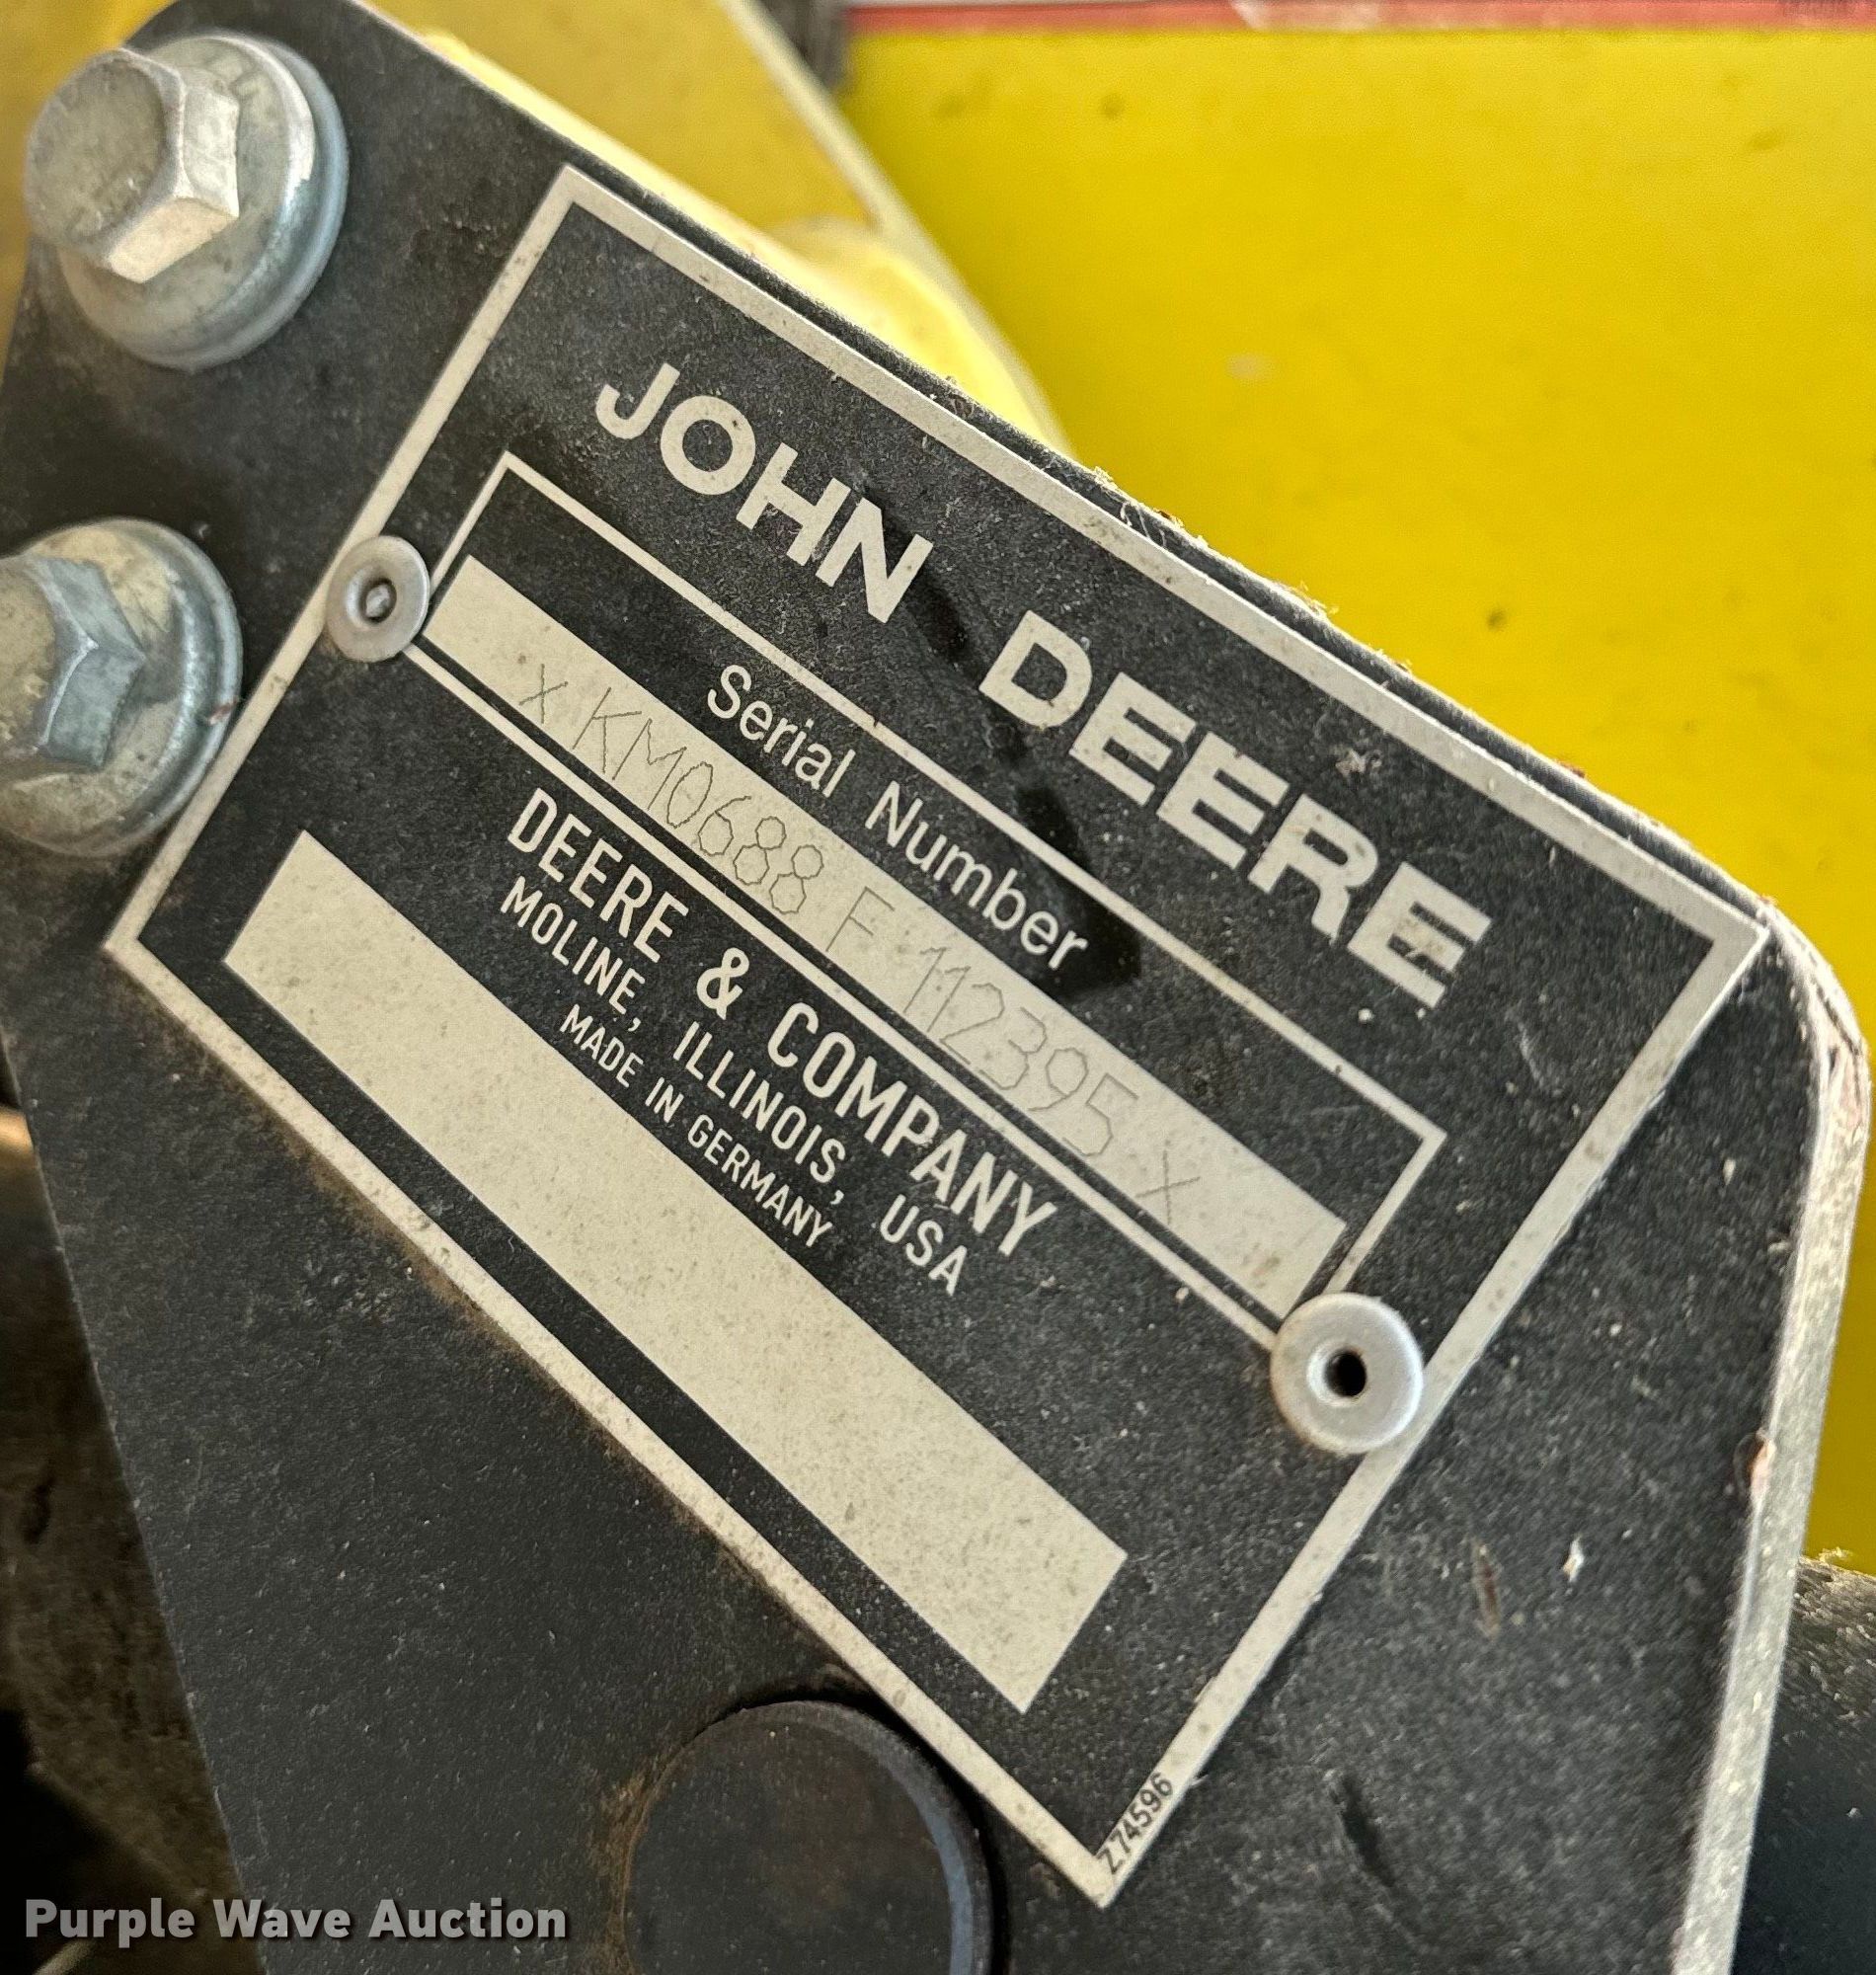 JOHN DEERE
Serial Number
x KM0688 F 112395 x
DEERE & COMPANY
MOLINE, ILLINOIS, USA
MADE IN GERMANY
Z74596
Purple Wave Auction